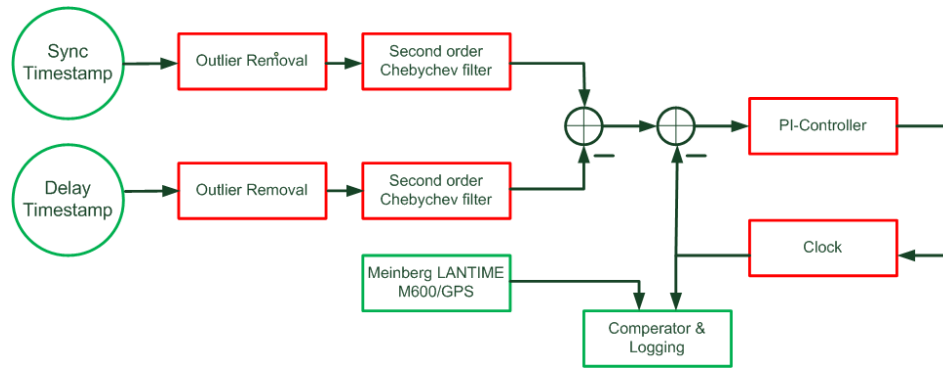 Sync
Timestamp
Outlier Removal
Second order
Chebychev filter
PI-Controller
Delay
Timestamp
Outlier Removal
Second order
Chebychev filter
Clock
Meinberg LANTIME
M600/GPS
Comperator &
Logging